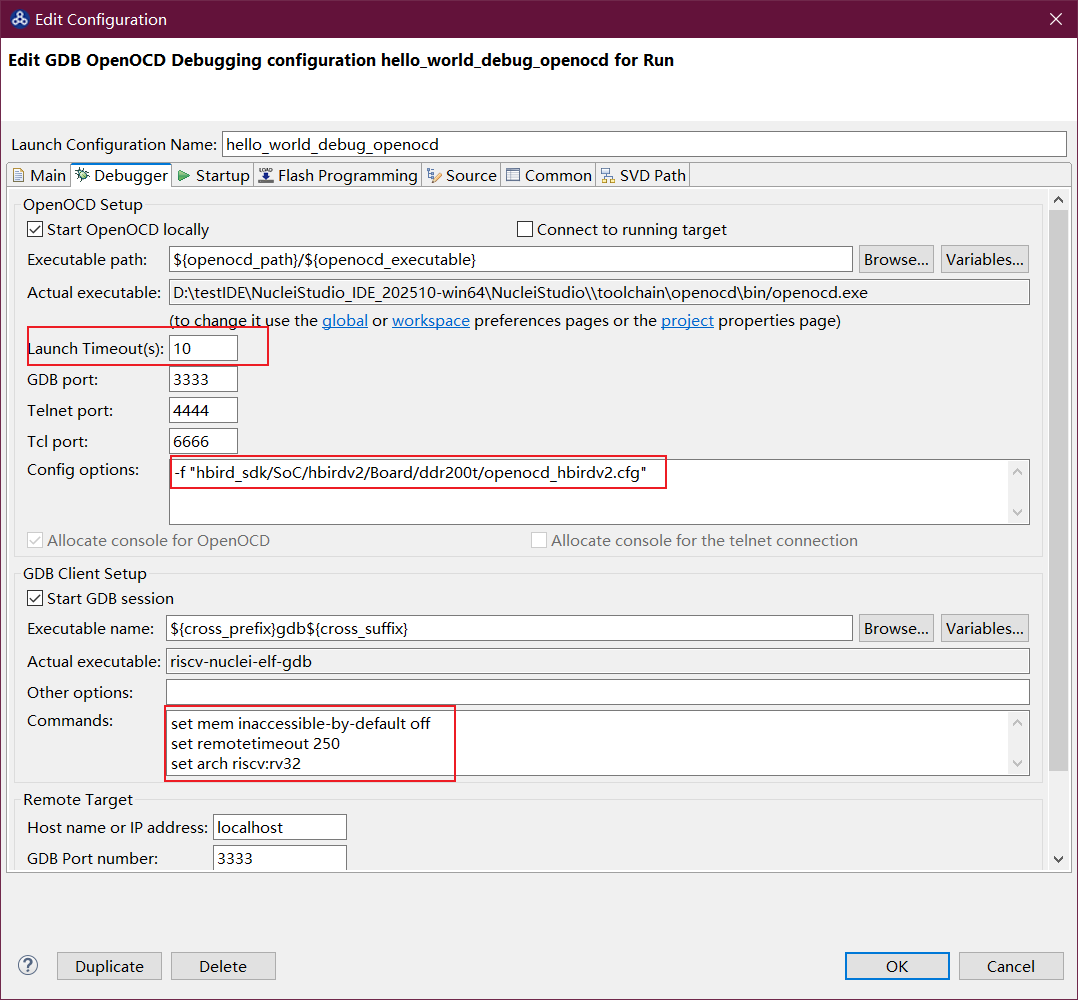 Edit Configuration
Edit GDB OpenOCD Debugging configuration hello_world_debug_openocd for Run
Launch Configuration Name: hello_world_debug_openocd
Main Debugger Startup Flash Programming Source Common SVD Path
OpenOCD Setup
Start OpenOCD locally Connect to running target
Executable path: ${openocd_path}/${openocd_executable} Browse... Variables...
Actual executable: D:\testIDE\NucleiStudio_IDE_202510-win64\NucleiStudio\\toolchain\openocd\bin/openocd.exe
(to change it use the global or workspace preferences pages or the project properties page)
Launch Timeout(s): 10
GDB port: 3333
Telnet port: 4444
Tcl port: 6666
Config options: -f "hbird_sdk/SoC/hbirdv2/Board/ddr200t/openocd_hbirdv2.cfg"
Allocate console for OpenOCD Allocate console for the telnet connection
GDB Client Setup
Start GDB session
Executable name: ${cross_prefix}gdb${cross_suffix} Browse... Variables...
Actual executable: riscv-nuclei-elf-gdb
Other options:
Commands: set mem inaccessible-by-default off
set remotetimeout 250
set arch riscv:rv32
Remote Target
Host name or IP address: localhost
GDB Port number: 3333
? Duplicate Delete OK Cancel